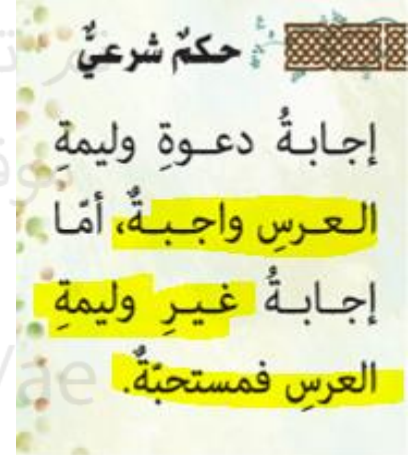 حكمٌ شرعيٌّ
إجابةُ دعوةِ وليمةِ
العرسِ واجبةٌ، أمّا
إجابةُ غيرِ وليمةِ
العرسِ فمستحبّةٌ.